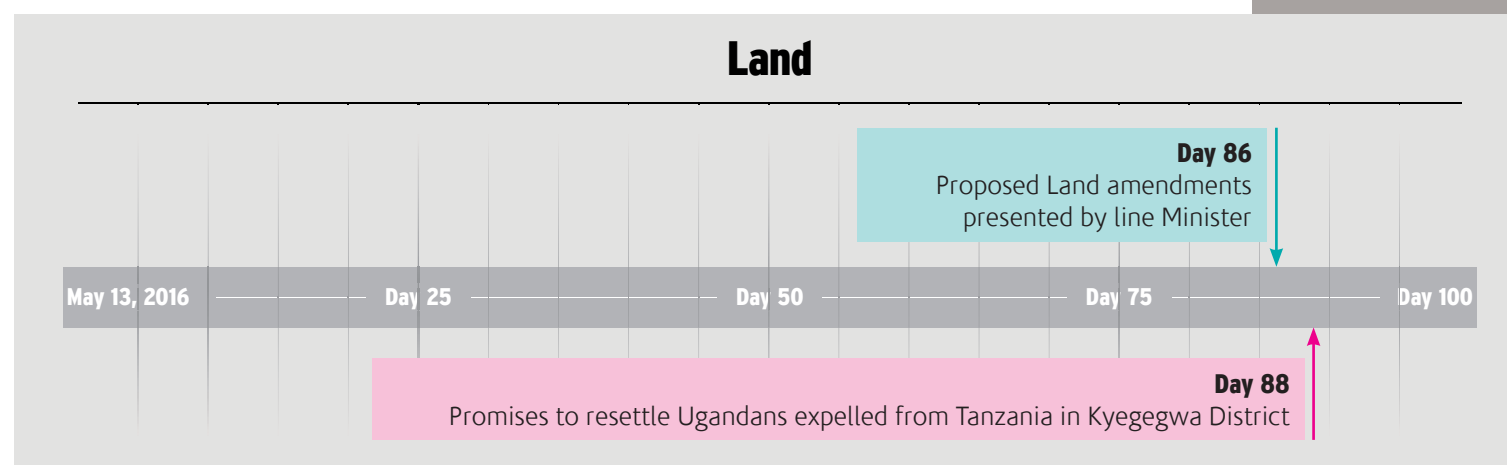 Land
Day 86
Proposed Land amendments
presented by line Minister
May 13, 2016 Day 25 Day 50 Day 75 Day 100
Day 88
Promises to resettle Ugandans expelled from Tanzania in Kyegegwa District